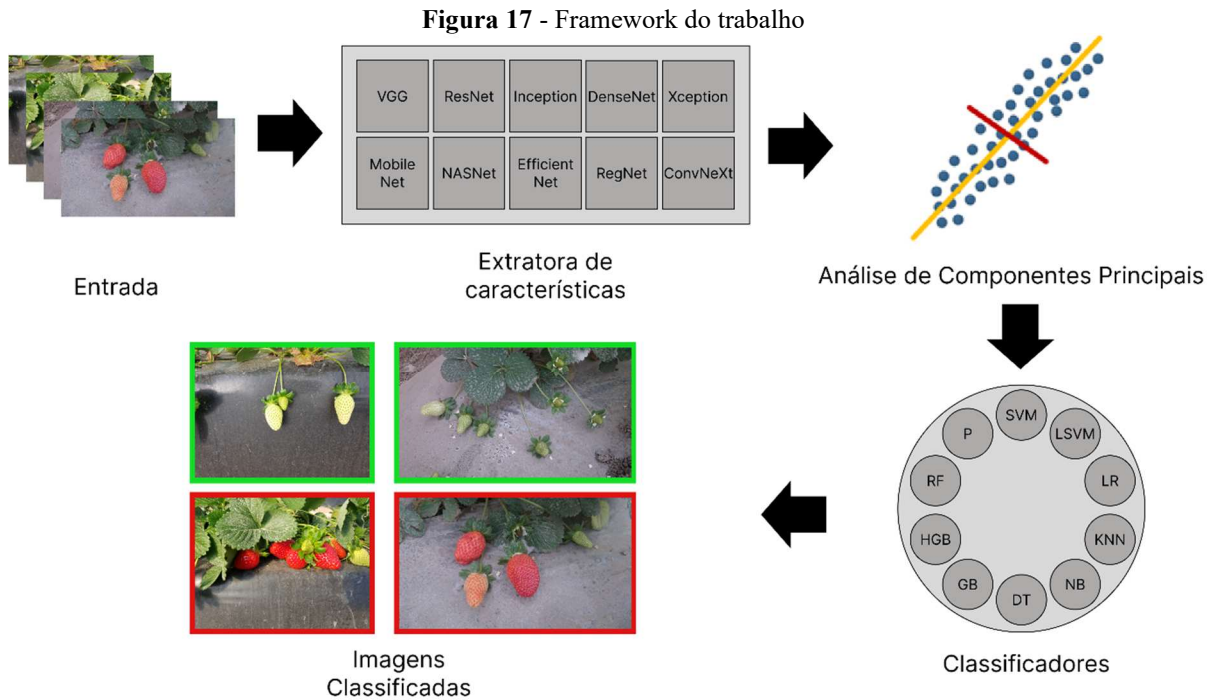 Figura 17 - Framework do trabalho
VGG
ResNet
Inception
DenseNet
Xception
Mobile
Net
NASNet
Efficient
Net
RegNet
ConvNeXt
Entrada
Extratora de
características
Análise de Componentes Principais
SVM
LSVM
LR
KNN
NB
DT
GB
HGB
RF
P
Classificadores
Imagens
Classificadas